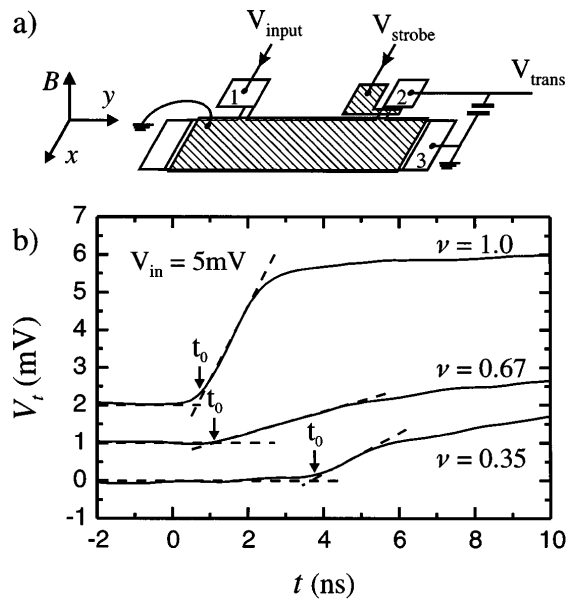 a)
V_input
V_strobe
V_trans
B
y
x
1
2
3
b)
V_in = 5mV
ν = 1.0
ν = 0.67
ν = 0.35
t_0
t_0
t_0
7
6
5
4
3
2
1
0
-1
V_t (mV)
-2 0 2 4 6 8 10
t (ns)